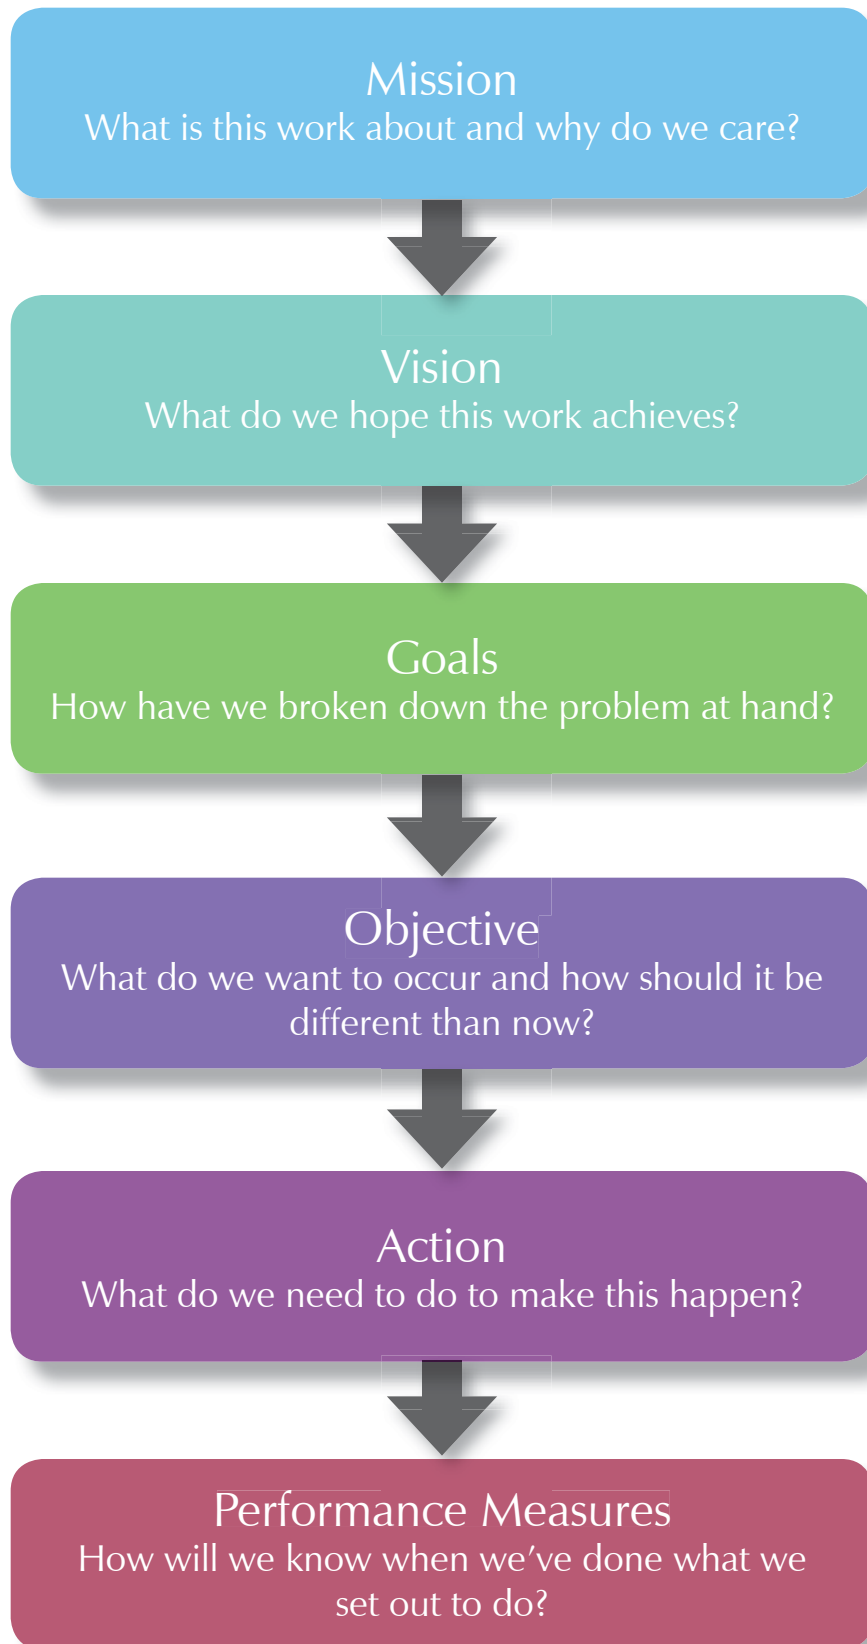 Mission
What is this work about and why do we care?
Vision
What do we hope this work achieves?
Goals
How have we broken down the problem at hand?
Objective
What do we want to occur and how should it be
different than now?
Action
What do we need to do to make this happen?
Performance Measures
How will we know when we’ve done what we
set out to do?